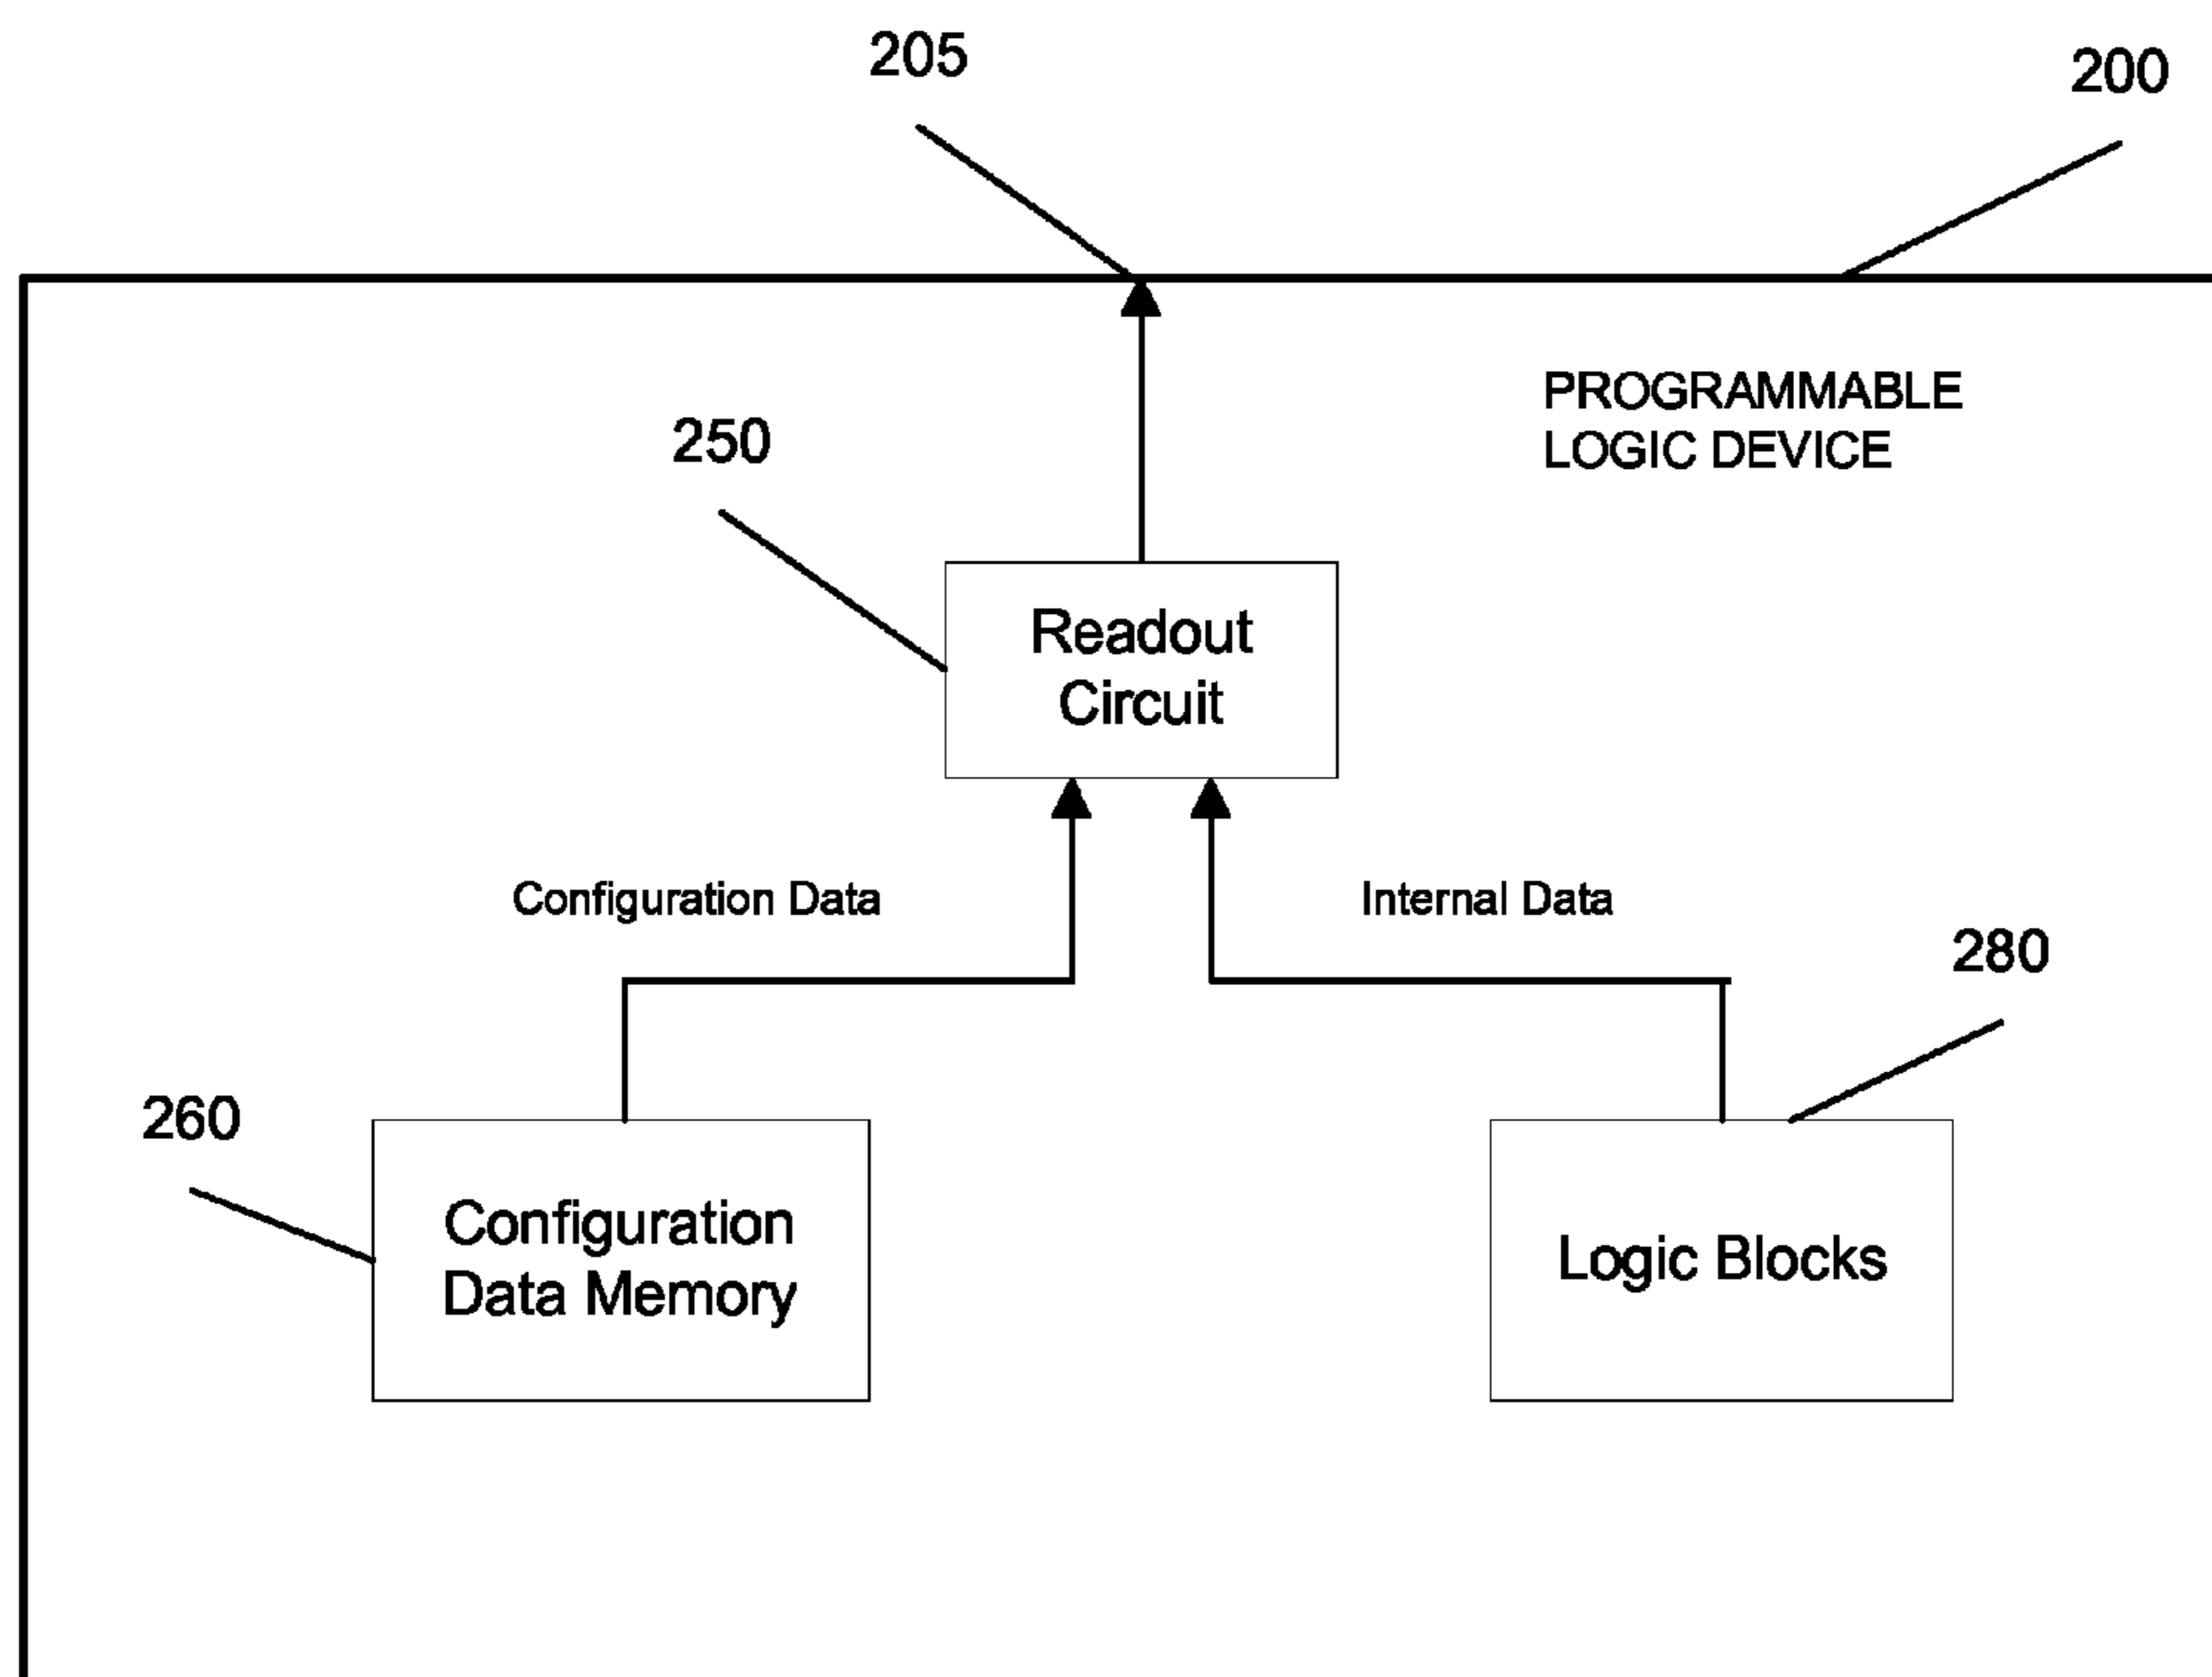 205
200
PROGRAMMABLE
LOGIC DEVICE
250
Readout
Circuit
Configuration Data
Internal Data
280
260
Configuration
Data Memory
Logic Blocks